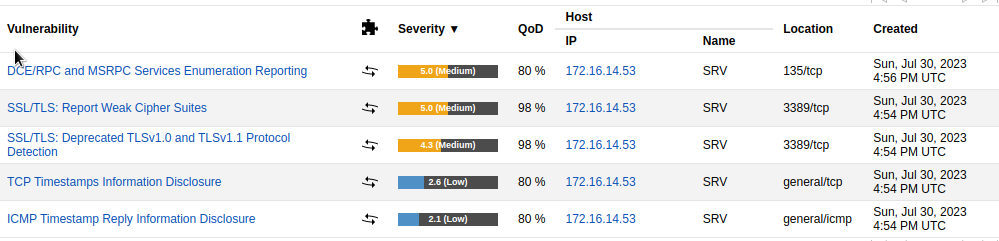 Vulnerability Severity ▼ QoD Host Location Created
IP Name
DCE/RPC and MSRPC Services Enumeration Reporting 5.0 (Medium) 80 % 172.16.14.53 SRV 135/tcp Sun, Jul 30, 2023
4:56 PM UTC
SSL/TLS: Report Weak Cipher Suites 5.0 (Medium) 98 % 172.16.14.53 SRV 3389/tcp Sun, Jul 30, 2023
4:54 PM UTC
SSL/TLS: Deprecated TLSv1.0 and TLSv1.1 Protocol 4.3 (Medium) 98 % 172.16.14.53 SRV 3389/tcp Sun, Jul 30, 2023
Detection 4:54 PM UTC
TCP Timestamps Information Disclosure 2.6 (Low) 80 % 172.16.14.53 SRV general/tcp Sun, Jul 30, 2023
4:54 PM UTC
ICMP Timestamp Reply Information Disclosure 2.1 (Low) 80 % 172.16.14.53 SRV general/icmp Sun, Jul 30, 2023
4:54 PM UTC